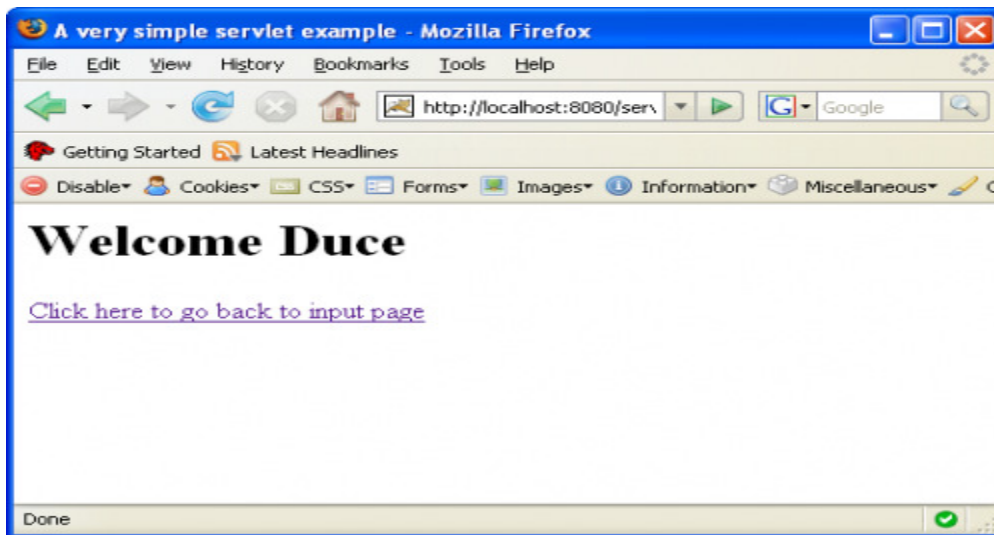 A very simple servlet example - Mozilla Firefox
File Edit View History Bookmarks Tools Help
http://localhost:8080/serv G Google
Getting Started Latest Headlines
Disable Cookies CSS Forms Images Information Miscellaneous
Welcome Duce
Click here to go back to input page
Done